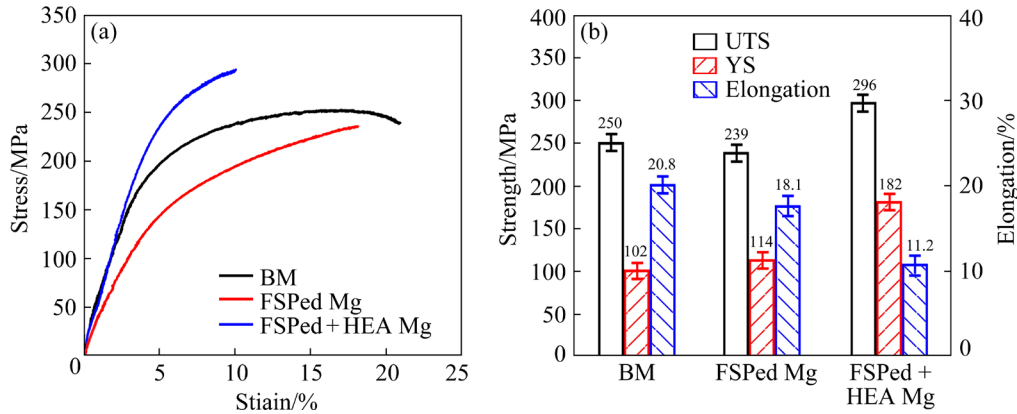 (a)
Stress/MPa
350
300
250
200
150
100
50
0
5
10
15
20
25
Stiain/%
BM
FSPed Mg
FSPed + HEA Mg
(b)
Strength/MPa
400
350
300
250
200
150
100
50
0
UTS
YS
Elongation
250
102
20.8
239
114
18.1
296
182
11.2
BM
FSPed Mg
FSPed +
HEA Mg
40
30
20
10
0
Elongation/%